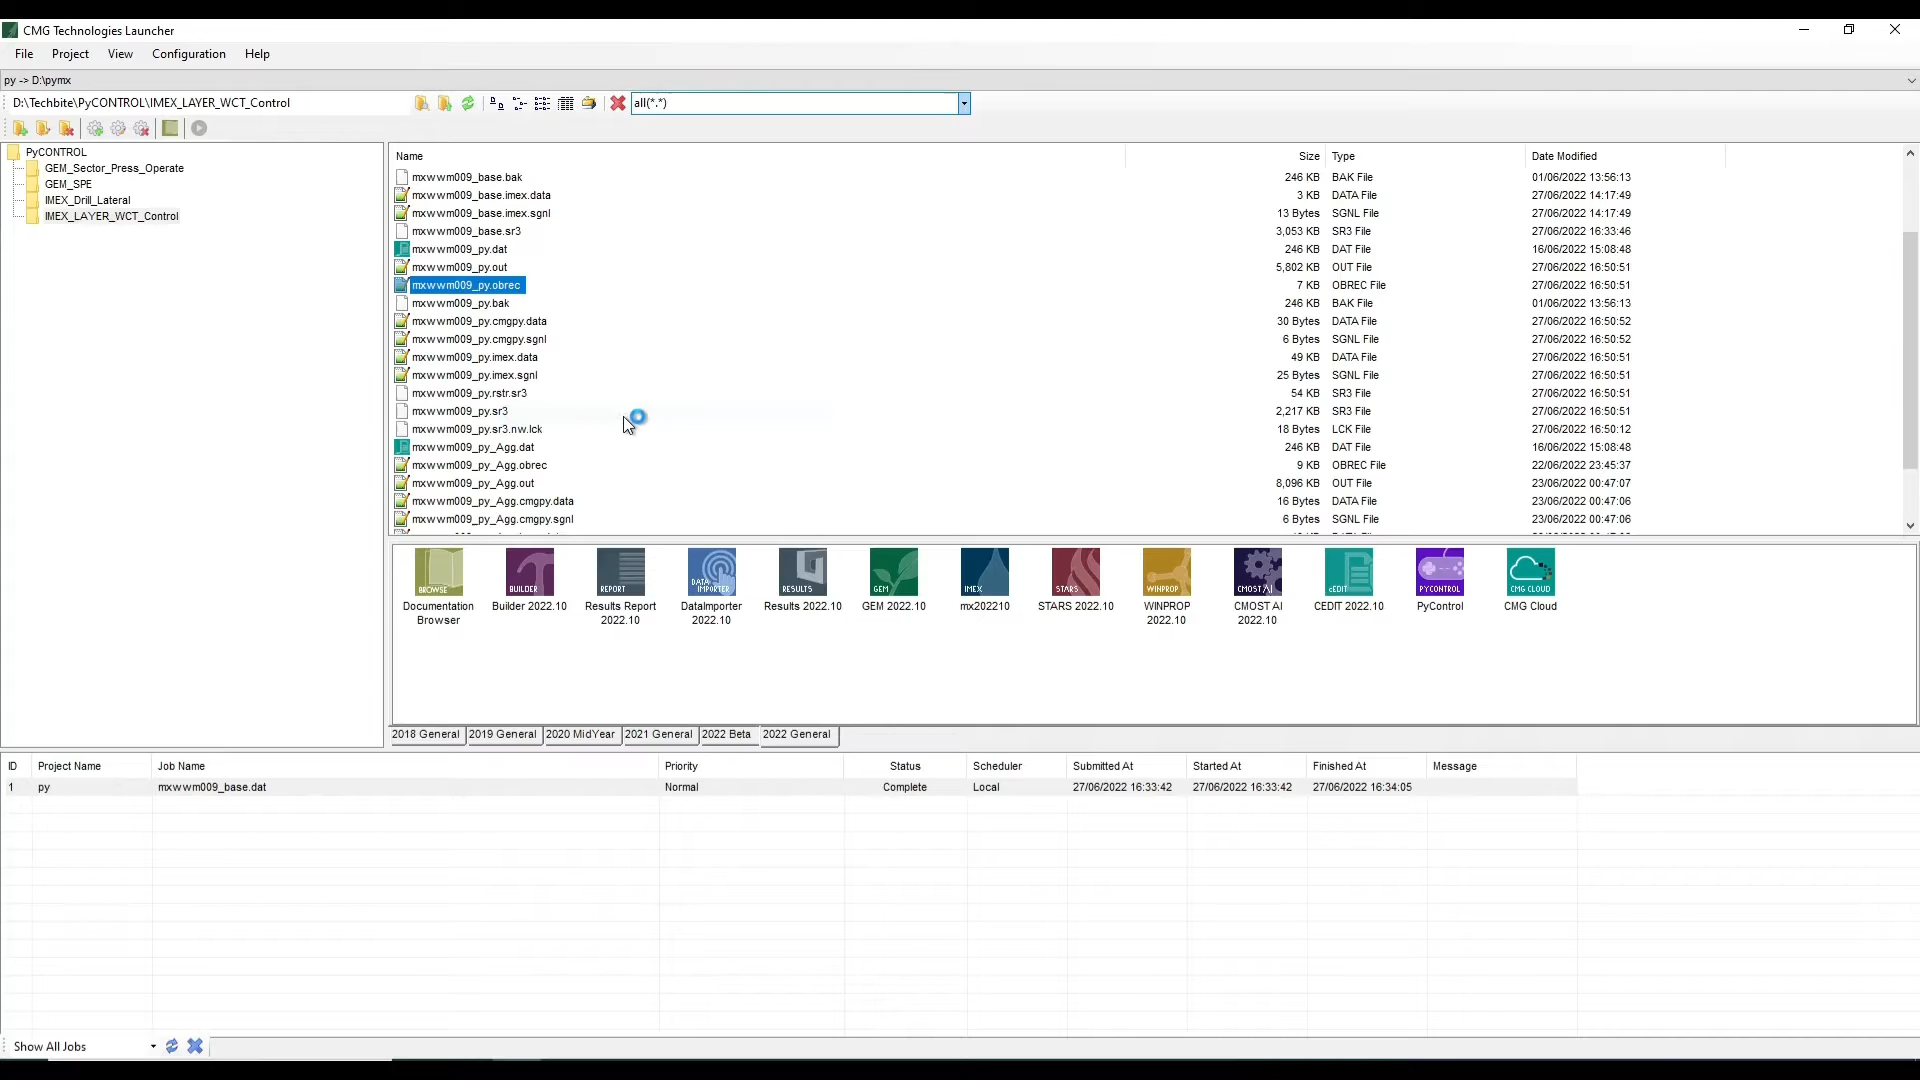 CMG Technologies Launcher
File Project View Configuration Help
py -> D:\pymx
D:\Techbite\PyCONTROL\IMEX_LAYER_WCT_Control all(*.*)
PyCONTROL
GEM_Sector_Press_Operate
GEM_SPE
IMEX_Drill_Lateral
IMEX_LAYER_WCT_Control
Name Size Type Date Modified
mxwwm009_base.bak 246 KB BAK File 01/06/2022 13:56:13
mxwwm009_base.imex.data 3 KB DATA File 27/06/2022 14:17:49
mxwwm009_base.imex.sgnl 13 Bytes SGNL File 27/06/2022 14:17:49
mxwwm009_base.sr3 3,053 KB SR3 File 27/06/2022 16:33:46
mxwwm009_py.dat 246 KB DAT File 16/06/2022 15:08:48
mxwwm009_py.out 5,802 KB OUT File 27/06/2022 16:50:51
mxwwm009_py.obrec 7 KB OBREC File 27/06/2022 16:50:51
mxwwm009_py.bak 246 KB BAK File 01/06/2022 13:56:13
mxwwm009_py.cmgpy.data 30 Bytes DATA File 27/06/2022 16:50:52
mxwwm009_py.cmgpy.sgnl 6 Bytes SGNL File 27/06/2022 16:50:52
mxwwm009_py.imex.data 49 KB DATA File 27/06/2022 16:50:51
mxwwm009_py.imex.sgnl 25 Bytes SGNL File 27/06/2022 16:50:51
mxwwm009_py.rstr.sr3 54 KB SR3 File 27/06/2022 16:50:51
mxwwm009_py.sr3 2,217 KB SR3 File 27/06/2022 16:50:51
mxwwm009_py.sr3.nw.lck 18 Bytes LCK File 27/06/2022 16:50:12
mxwwm009_py_Agg.dat 246 KB DAT File 16/06/2022 15:08:48
mxwwm009_py_Agg.obrec 9 KB OBREC File 22/06/2022 23:45:37
mxwwm009_py_Agg.out 8,096 KB OUT File 23/06/2022 00:47:07
mxwwm009_py_Agg.cmgpy.data 16 Bytes DATA File 23/06/2022 00:47:06
mxwwm009_py_Agg.cmgpy.sgnl 6 Bytes SGNL File 23/06/2022 00:47:06
BROWSE BUILDER REPORT DATA IMPORTER RESULTS GEM IMEX STARS WINPROP CMOST AI cEDIT PYCONTROL CMG CLOUD
Documentation Browser
Builder 2022.10
Results Report 2022.10
DataImporter 2022.10
Results 2022.10
GEM 2022.10
mx202210
STARS 2022.10
WINPROP 2022.10
CMOST AI 2022.10
CEDIT 2022.10
PyControl
CMG Cloud
2018 General 2019 General 2020 MidYear 2021 General 2022 Beta 2022 General
ID Project Name Job Name Priority Status Scheduler Submitted At Started At Finished At Message
1 py mxwwm009_base.dat Normal Complete Local 27/06/2022 16:33:42 27/06/2022 16:33:42 27/06/2022 16:34:05
Show All Jobs